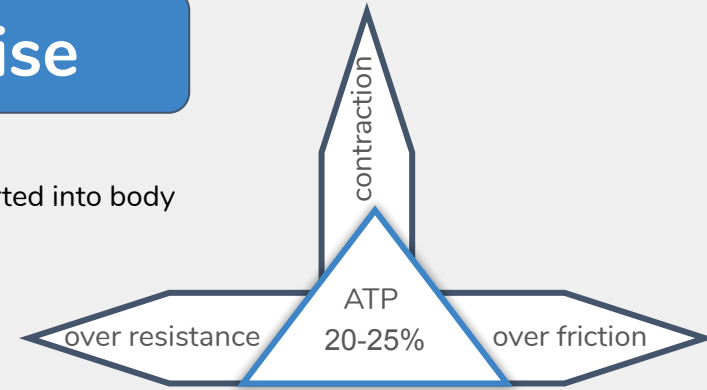 ise
contraction
rted into body
ATP
20-25%
over resistance
over friction